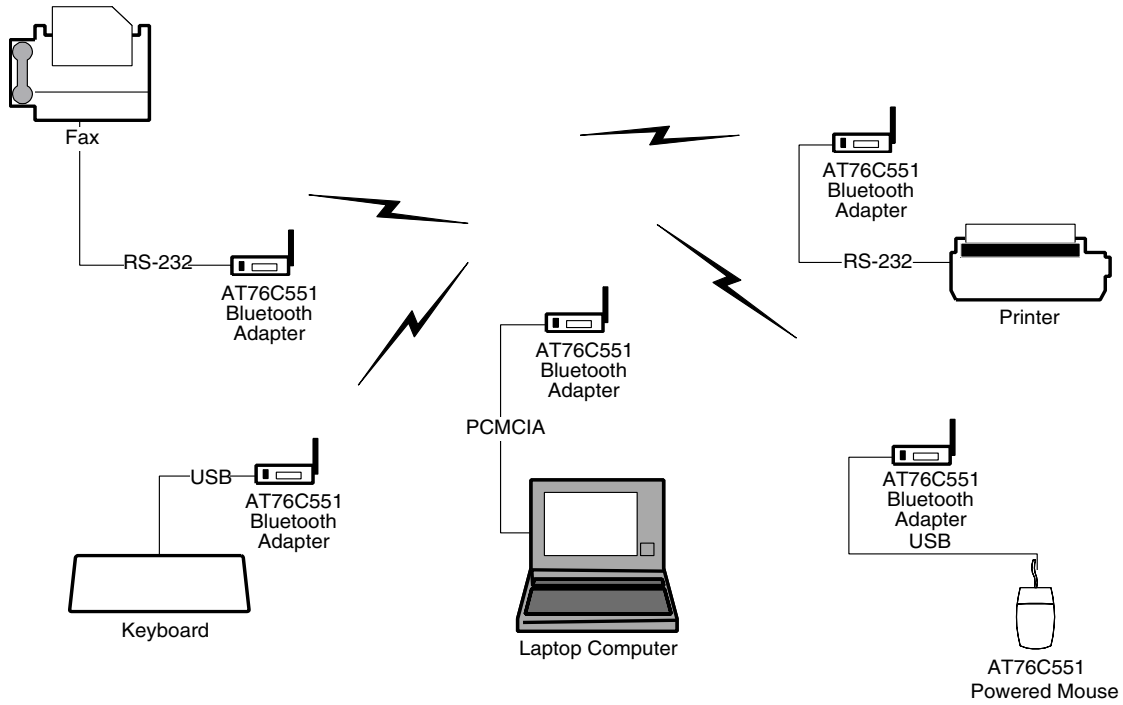 Fax
RS-232
AT76C551
Bluetooth
Adapter
AT76C551
Bluetooth
Adapter
RS-232
Printer
AT76C551
Bluetooth
Adapter
PCMCIA
Laptop Computer
USB
AT76C551
Bluetooth
Adapter
Keyboard
AT76C551
Bluetooth
Adapter
USB
AT76C551
Powered Mouse